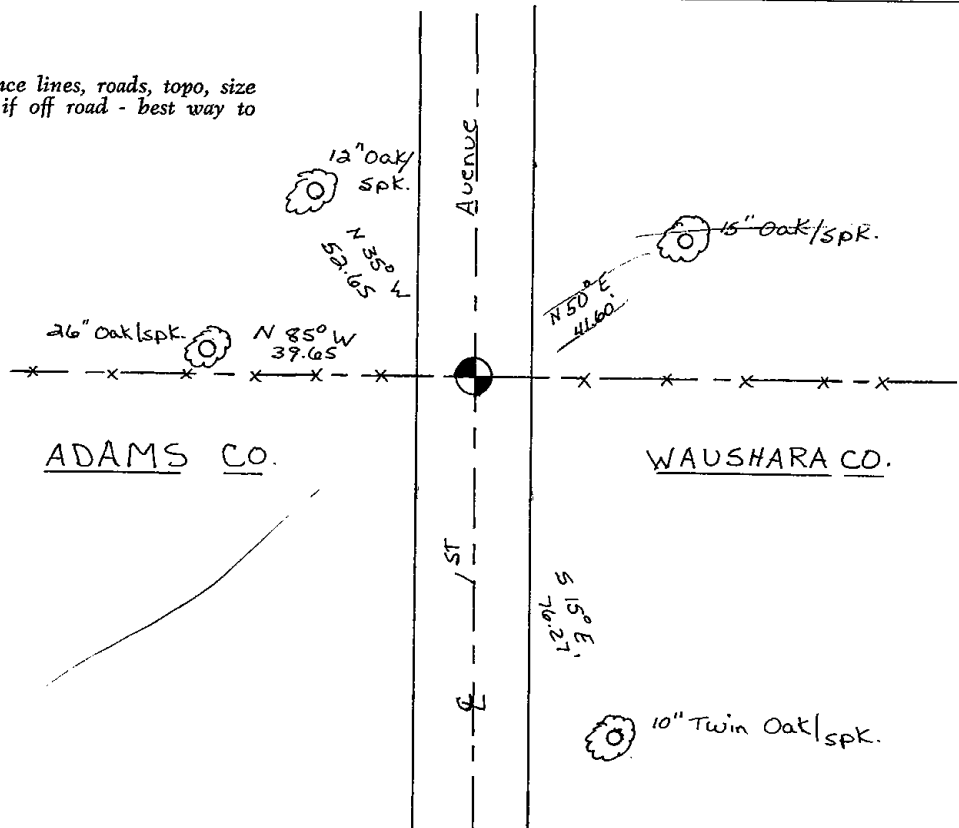 nce lines, roads, topo, size
if off road - best way to
12" Oak/
spk.
Avenue
15" Oak/spk.
N 35° W
52.65
N 50° E
41.60'
26" Oak/spk.
N 85° W
39.65
ADAMS CO.
WAUSHARA CO.
1ST
S 15° E
76.27'
℄
10" Twin Oak/spk.